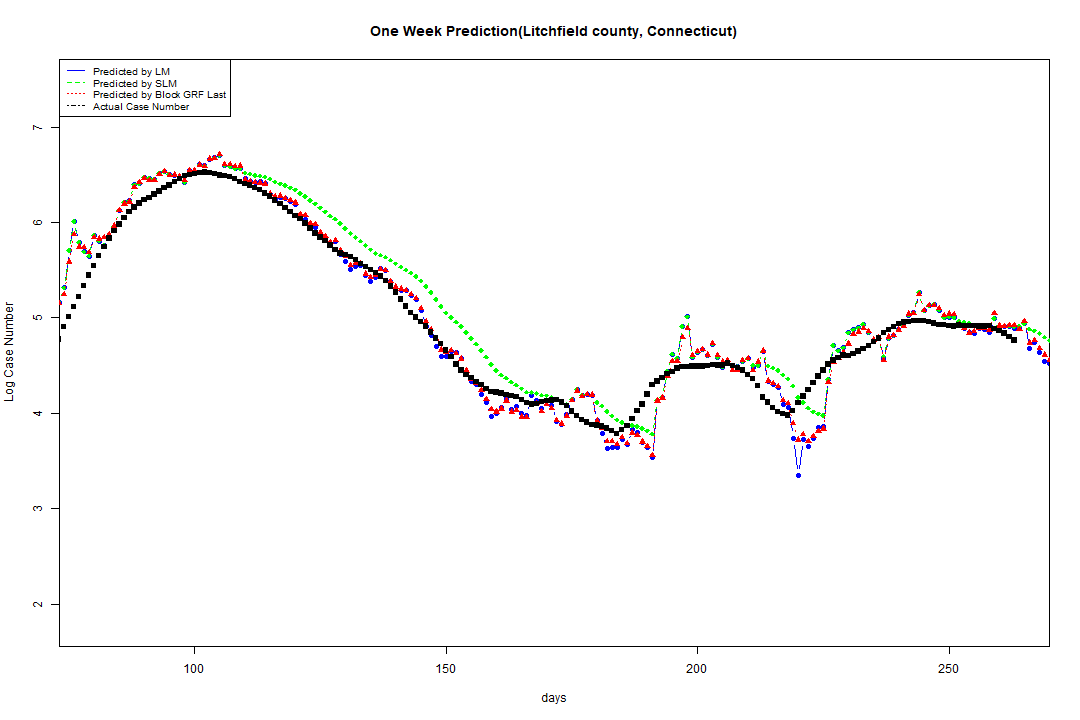 One Week Prediction(Litchfield county, Connecticut)
Predicted by LM
Predicted by SLM
Predicted by Block GRF Last
Actual Case Number
7
6
5
4
3
2
Log Case Number
100 150 200 250
days